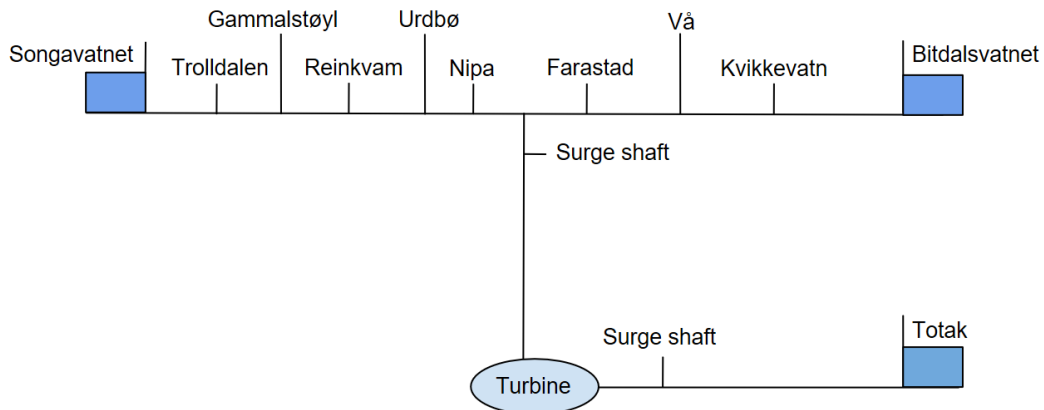 Gammalstøyl
Urdbø
Vå
Songavatnet
Bitdalsvatnet
Trolldalen
Reinkvam
Nipa
Farastad
Kvikkevatn
Surge shaft
Surge shaft
Totak
Turbine